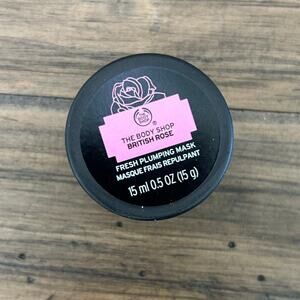 THE BODY SHOP
BRITISH ROSE
FRESH PLUMPING MASK
MASQUE FRAIS REPULPANT
15 ml 0.5 OZ (15 g)